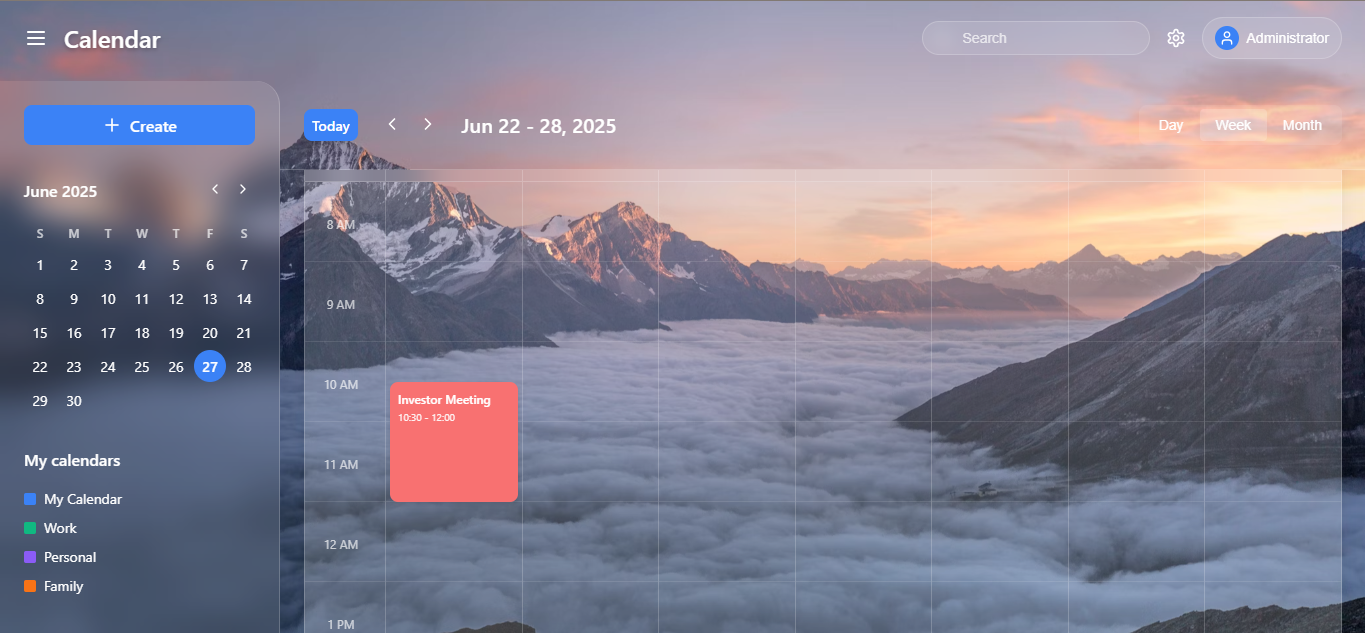 Calendar
Search
Administrator
Create
Today
Jun 22 - 28, 2025
Day Week Month
June 2025
S M T W T F S
1 2 3 4 5 6 7
8 9 10 11 12 13 14
15 16 17 18 19 20 21
22 23 24 25 26 27 28
29 30
My calendars
My Calendar
Work
Personal
Family
8 AM
9 AM
10 AM
Investor Meeting
10:30 - 12:00
11 AM
12 AM
1 PM